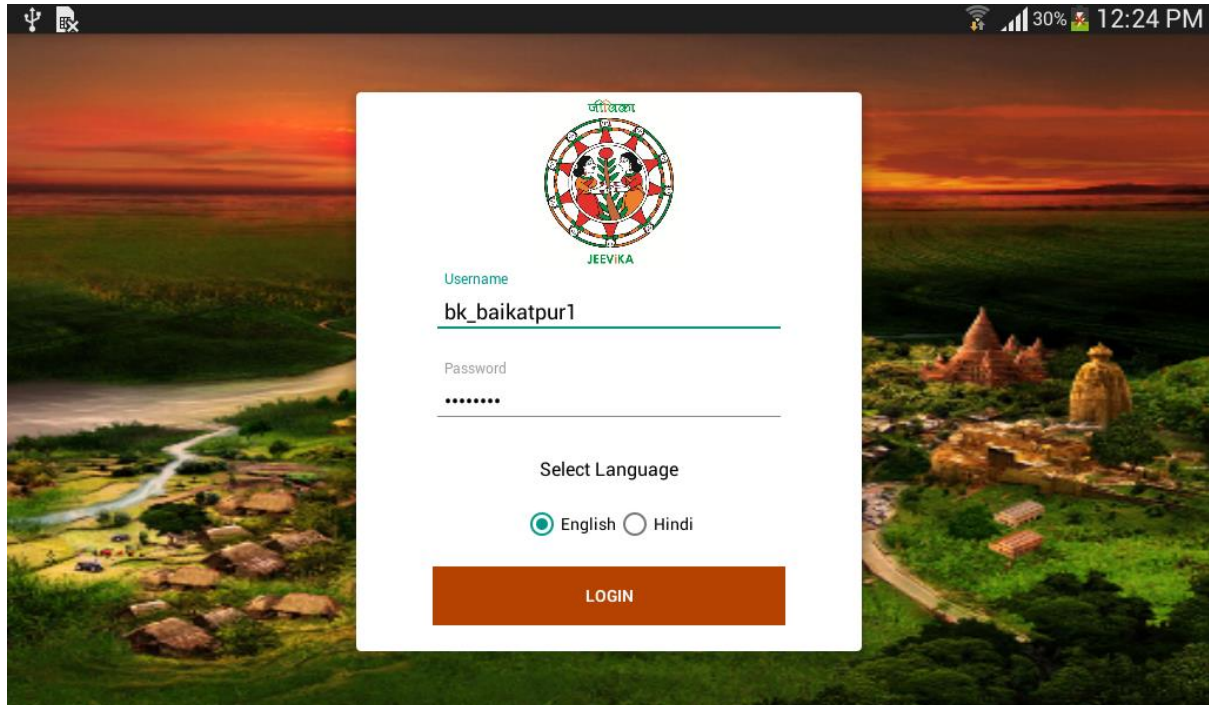 30% 12:24 PM
जीविका
JEEViKA
Username
bk_baikatpur1
Password
••••••••
Select Language
English Hindi
LOGIN